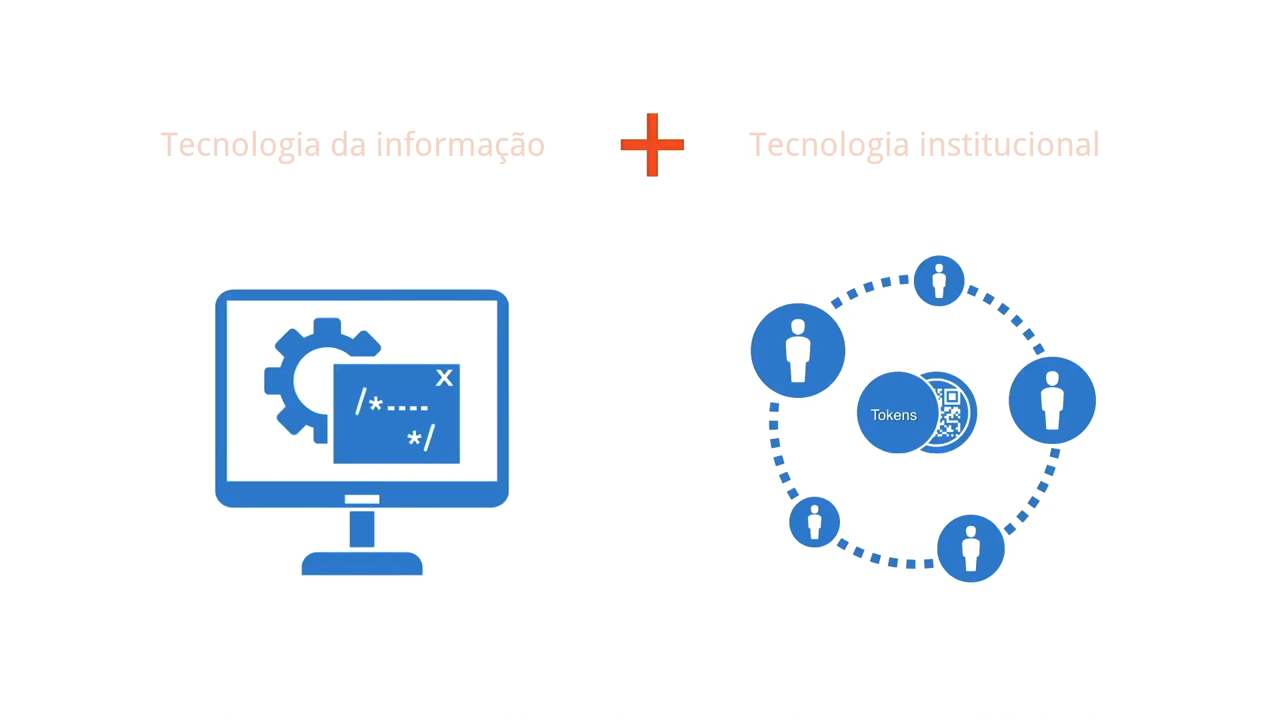 Tecnologia da informação
Tecnologia institucional
X
/*----
*/
Tokens